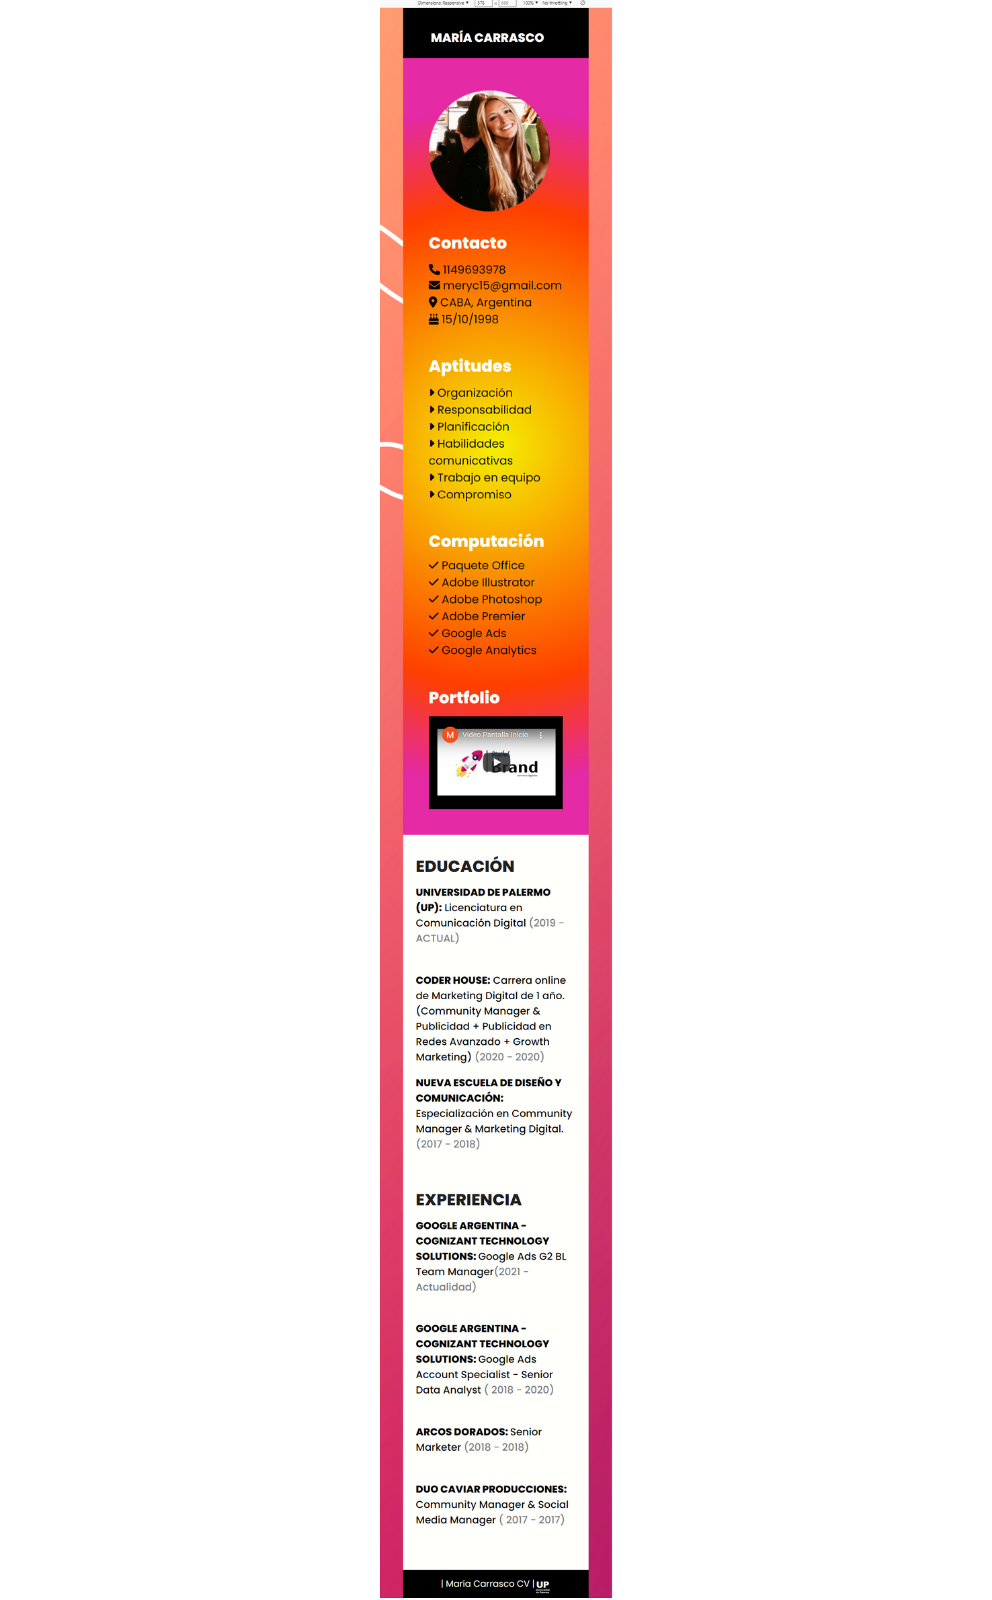 Dimensions: Responsive
576 x
100%
No throttling
MARÍA CARRASCO
Contacto
1149693978
meryc15@gmail.com
CABA, Argentina
15/10/1998
Aptitudes
Organización
Responsabilidad
Planificación
Habilidades
comunicativas
Trabajo en equipo
Compromiso
Computación
Paquete Office
Adobe Illustrator
Adobe Photoshop
Adobe Premier
Google Ads
Google Analytics
Portfolio
M Video Pantalla Inicio
Brand
EDUCACIÓN
UNIVERSIDAD DE PALERMO
(UP): Licenciatura en
Comunicación Digital (2019 -
ACTUAL)
CODER HOUSE: Carrera online
de Marketing Digital de 1 año.
(Community Manager &
Publicidad + Publicidad en
Redes Avanzado + Growth
Marketing) (2020 - 2020)
NUEVA ESCUELA DE DISEÑO Y
COMUNICACIÓN:
Especialización en Community
Manager & Marketing Digital.
(2017 - 2018)
EXPERIENCIA
GOOGLE ARGENTINA -
COGNIZANT TECHNOLOGY
SOLUTIONS: Google Ads G2 BL
Team Manager(2021 -
Actualidad)
GOOGLE ARGENTINA -
COGNIZANT TECHNOLOGY
SOLUTIONS: Google Ads
Account Specialist - Senior
Data Analyst ( 2018 - 2020)
ARCOS DORADOS: Senior
Marketer (2018 - 2018)
DUO CAVIAR PRODUCCIONES:
Community Manager & Social
Media Manager ( 2017 - 2017)
| María Carrasco CV | UP